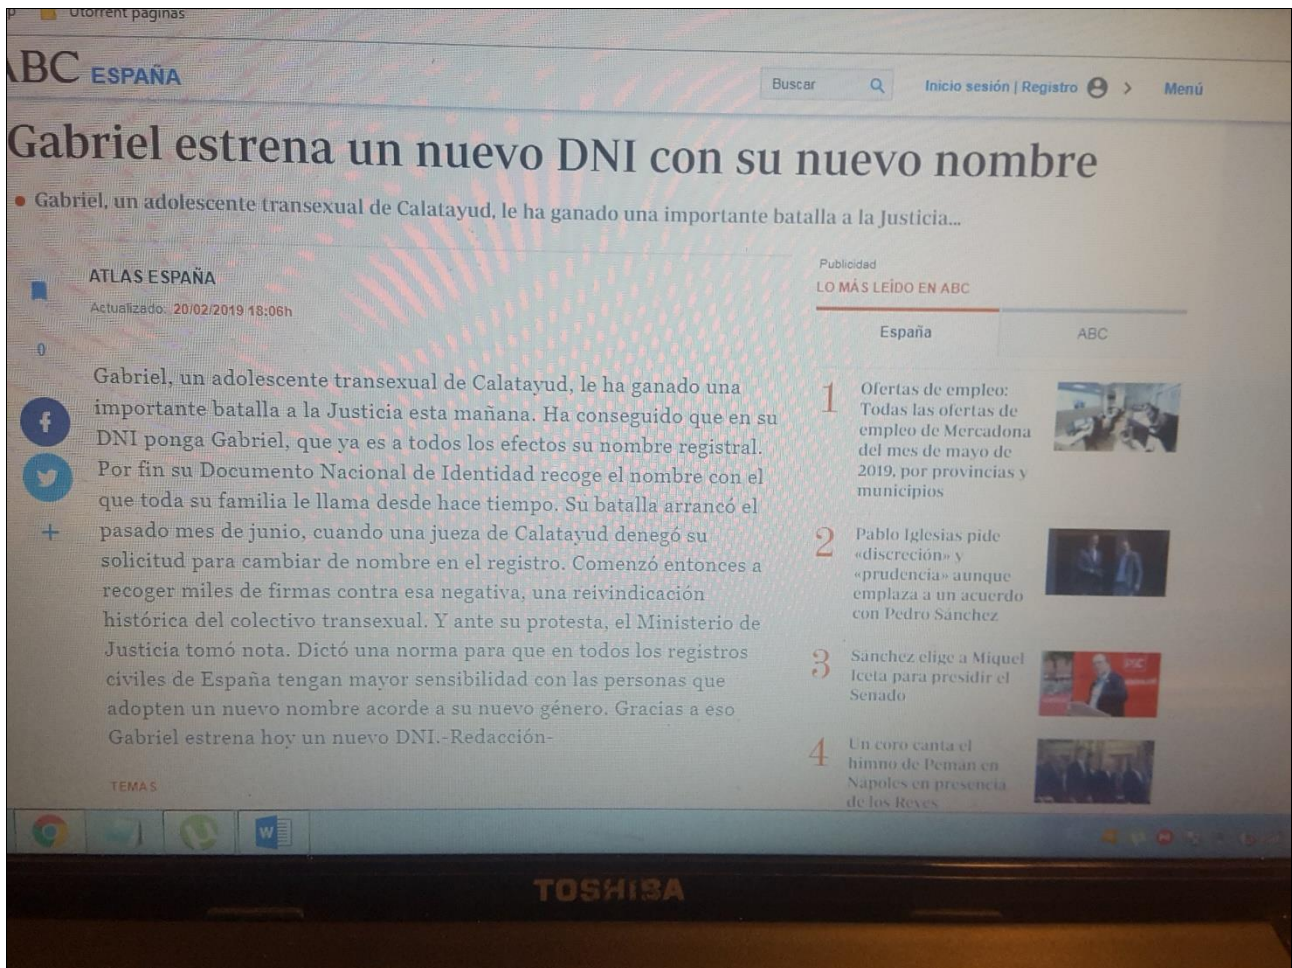 Utorrent paginas
ABC ESPAÑA
Buscar
Inicio sesión | Registro
Menú
Gabriel estrena un nuevo DNI con su nuevo nombre
Gabriel, un adolescente transexual de Calatayud, le ha ganado una importante batalla a la Justicia...
ATLAS ESPAÑA
Actualizado: 20/02/2019 18:06h
0
Gabriel, un adolescente transexual de Calatayud, le ha ganado una
importante batalla a la Justicia esta mañana. Ha conseguido que en su
DNI ponga Gabriel, que ya es a todos los efectos su nombre registral.
Por fin su Documento Nacional de Identidad recoge el nombre con el
que toda su familia le llama desde hace tiempo. Su batalla arrancó el
pasado mes de junio, cuando una jueza de Calatayud denegó su
solicitud para cambiar de nombre en el registro. Comenzó entonces a
recoger miles de firmas contra esa negativa, una reivindicación
histórica del colectivo transexual. Y ante su protesta, el Ministerio de
Justicia tomó nota. Dictó una norma para que en todos los registros
civiles de España tengan mayor sensibilidad con las personas que
adopten un nuevo nombre acorde a su nuevo género. Gracias a eso
Gabriel estrena hoy un nuevo DNI.-Redacción-
TEMAS
Publicidad
LO MÁS LEÍDO EN ABC
España
ABC
1
Ofertas de empleo:
Todas las ofertas de
empleo de Mercadona
del mes de mayo de
2019, por provincias y
municipios
2
Pablo Iglesias pide
«discreción» y
«prudencia» aunque
emplaza a un acuerdo
con Pedro Sánchez
3
Sánchez elige a Miquel
Iceta para presidir el
Senado
PSC
4
Un coro canta el
himno de Pemán en
Nápoles en presencia
de los Reyes
TOSHIBA